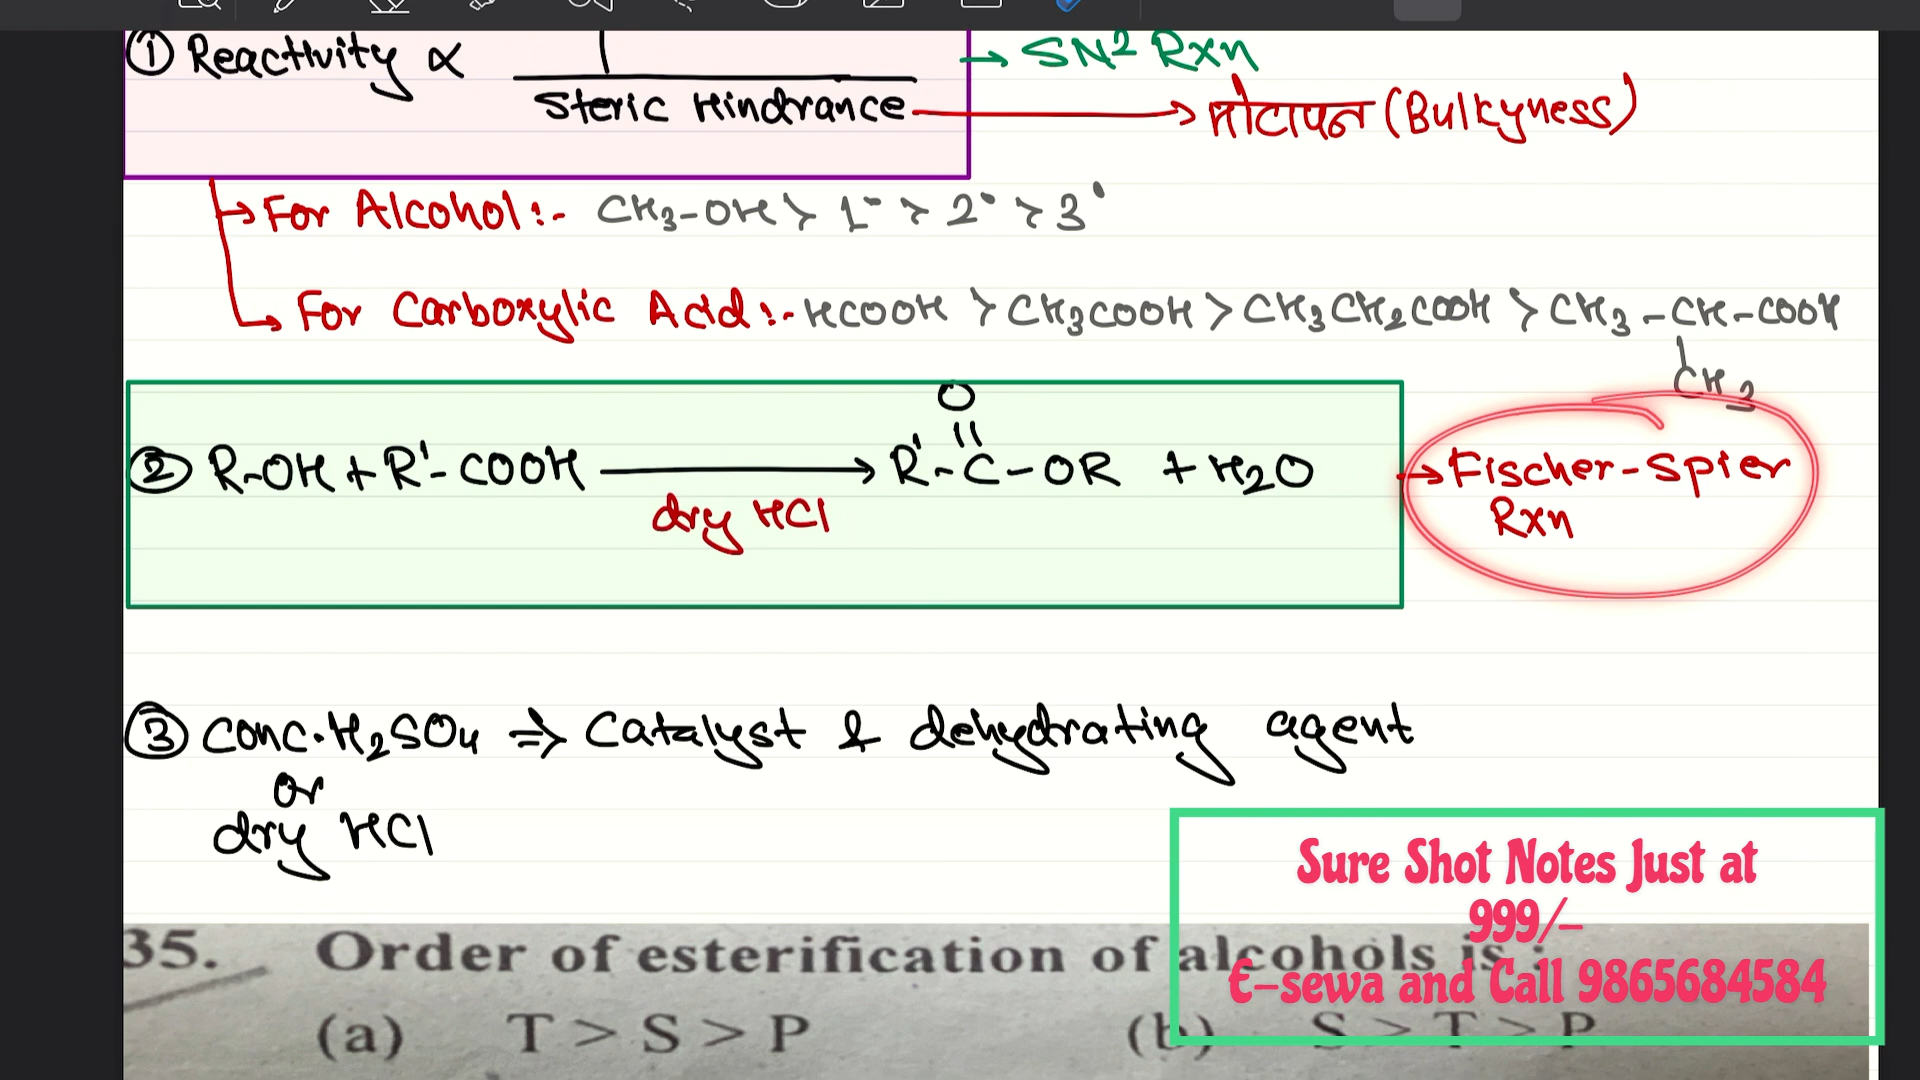 ① Reactivity ∝ 1
Steric Hindrance
→ SN² Rxn
→ मोटापन (Bulkyness)
→ For Alcohol :- CH₃-OH > 1° > 2° > 3°
→ For Carboxylic Acid :- HCOOH > CH₃COOH > CH₃CH₂COOH > CH₃-CH-COOH
CH₃
O
② R-OH + R'-COOH → R'-C-OR + H₂O
dry HCl
→ Fischer-Spier
Rxn
③ Conc. H₂SO₄ ⇒ Catalyst & dehydrating agent
or
dry HCl
35. Order of esterification of alcohols is :
(a) T > S > P (b) S > T > P
Sure Shot Notes Just at
999/-
E-sewa and Call 9865684584